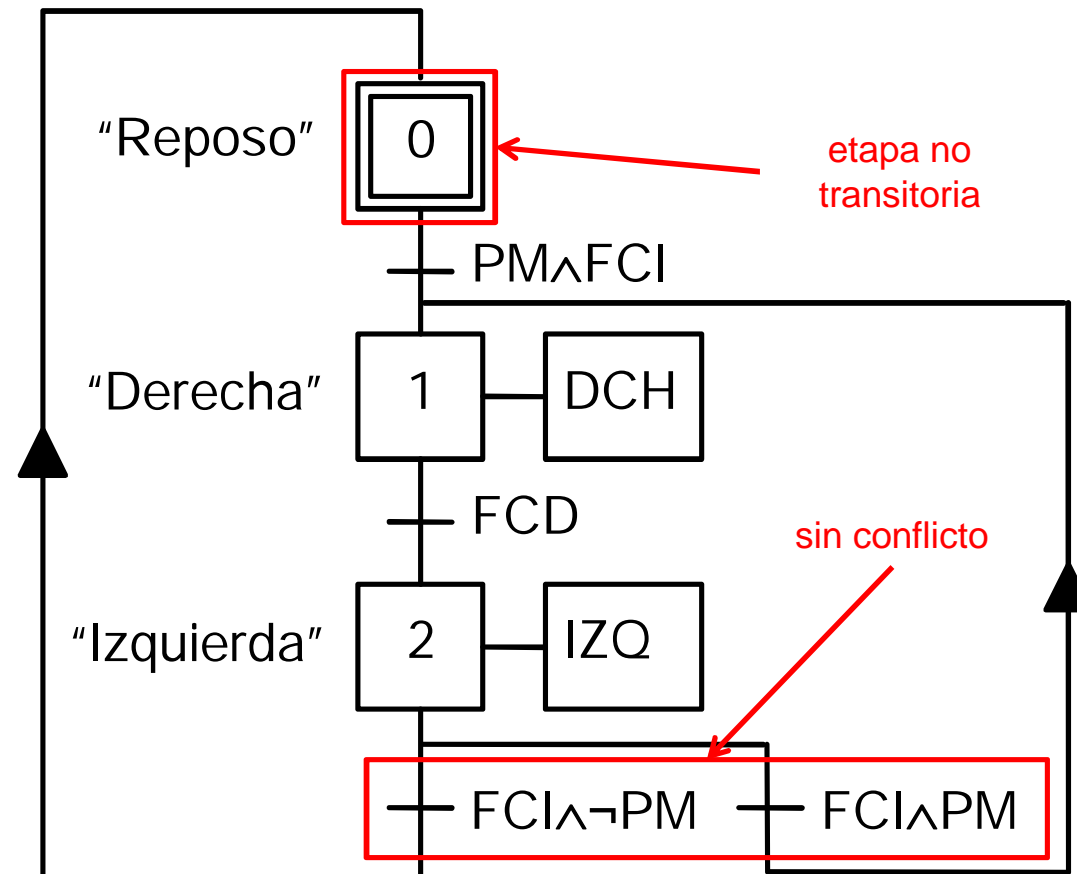 “Reposo”
0
etapa no
transitoria
PM∧FCI
“Derecha”
1
DCH
FCD
sin conflicto
“Izquierda”
2
IZQ
FCI∧¬PM
FCI∧PM